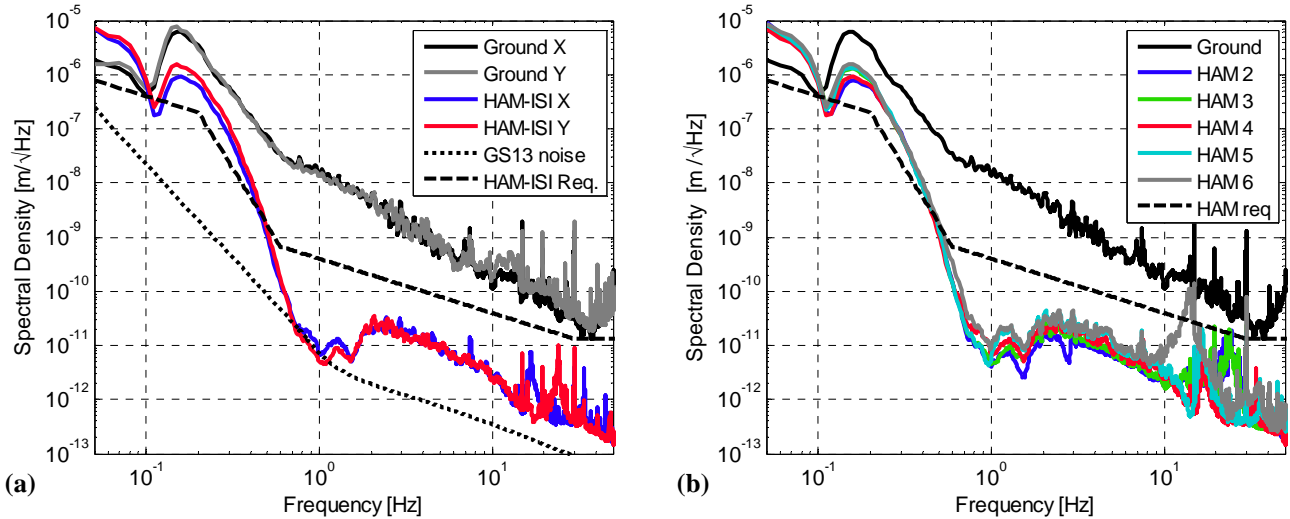 10^-5
10^-6
10^-7
10^-8
10^-9
10^-10
10^-11
10^-12
10^-13
Spectral Density [m/√Hz]
Ground X
Ground Y
HAM-ISI X
HAM-ISI Y
GS13 noise
HAM-ISI Req.
10^-1 10^0 10^1
Frequency [Hz]
(a)
10^-5
10^-6
10^-7
10^-8
10^-9
10^-10
10^-11
10^-12
10^-13
Spectral Density [m /√Hz]
Ground
HAM 2
HAM 3
HAM 4
HAM 5
HAM 6
HAM req
10^-1 10^0 10^1
Frequency [Hz]
(b)